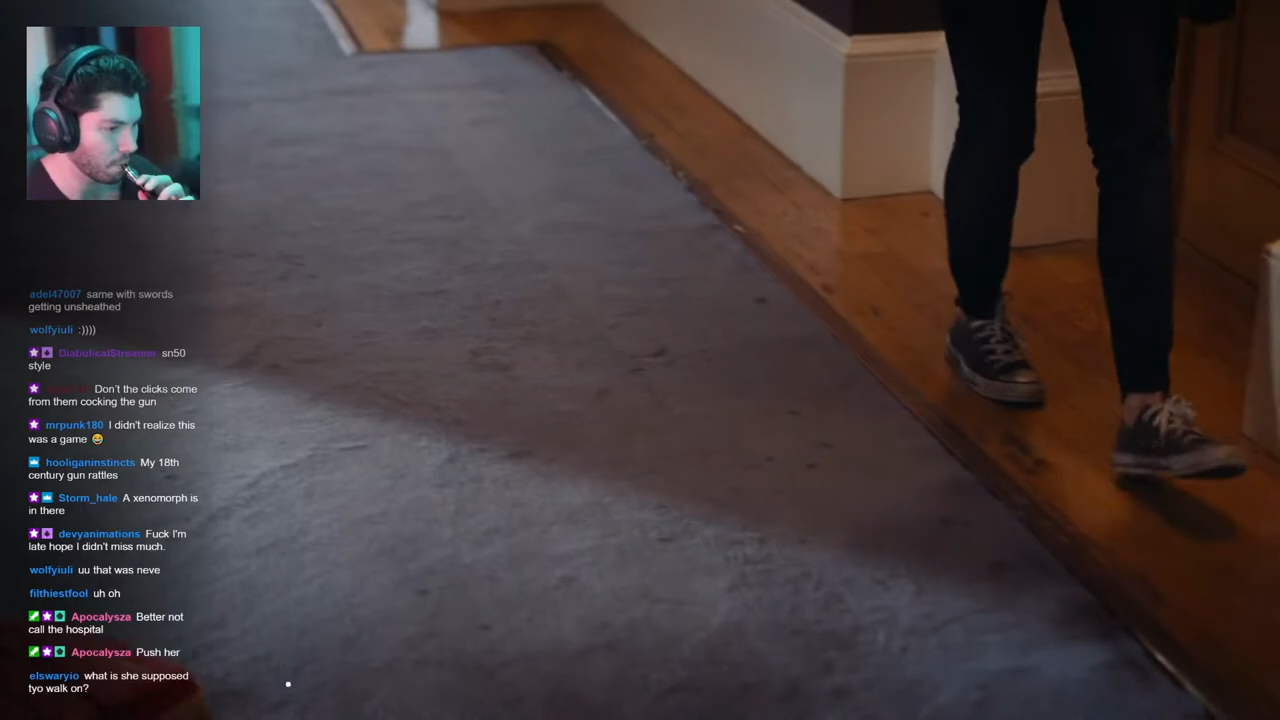 adel47007 same with swords
getting unsheathed
wolfyiuli :))))
DiabolicalStreamer sn50
style
Don't the clicks come
from them cocking the gun
mrpunk180 I didn't realize this
was a game 😂
hooliganinstincts My 18th
century gun rattles
Storm_hale A xenomorph is
in there
devyanimations Fuck I'm
late hope I didn't miss much.
wolfyiuli uu that was neve
filthiestfool uh oh
Apocalysza Better not
call the hospital
Apocalysza Push her
elswaryio what is she supposed
tyo walk on?